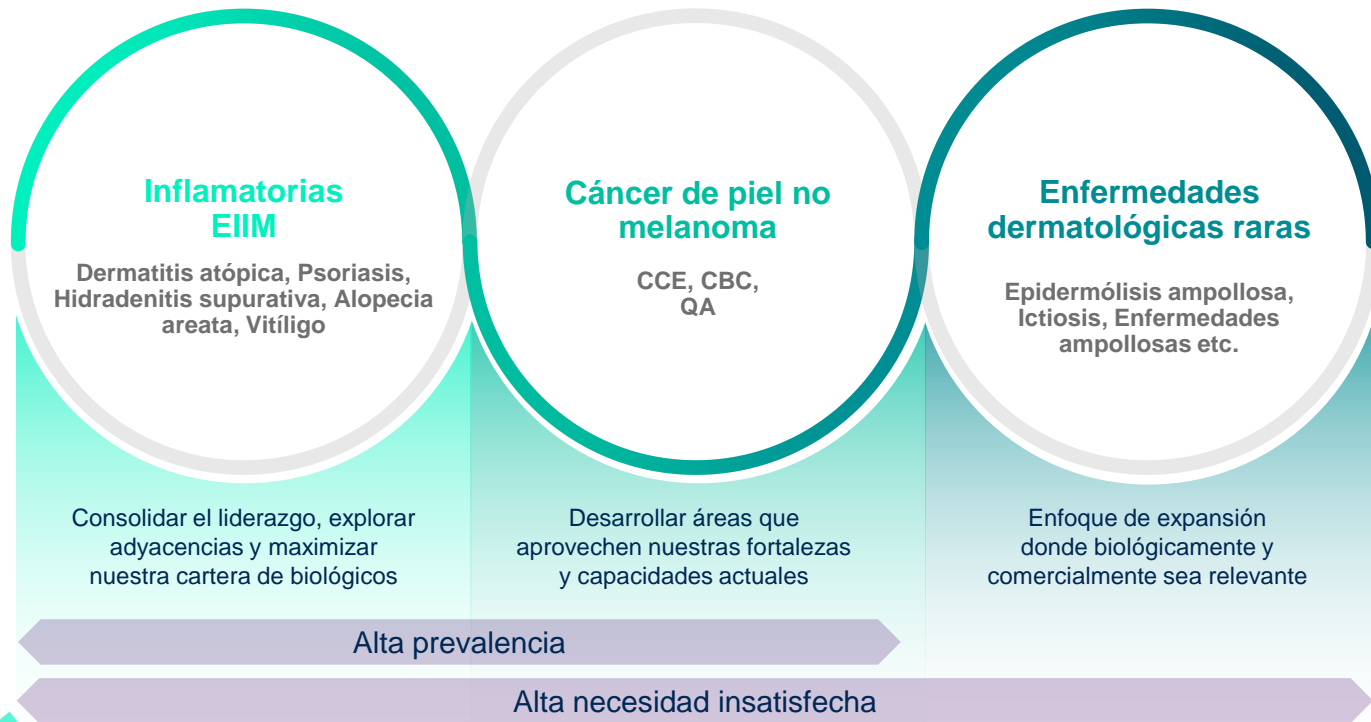 Inflamatorias
EIIM
Dermatitis atópica, Psoriasis,
Hidradenitis supurativa, Alopecia
areata, Vitíligo
Consolidar el liderazgo, explorar
adyacencias y maximizar
nuestra cartera de biológicos
Cáncer de piel no
melanoma
CCE, CBC,
QA
Desarrollar áreas que
aprovechen nuestras fortalezas
y capacidades actuales
Enfermedades
dermatológicas raras
Epidermólisis ampollosa,
Ictiosis, Enfermedades
ampollosas etc.
Enfoque de expansión
donde biológicamente y
comercialmente sea relevante
Alta prevalencia
Alta necesidad insatisfecha